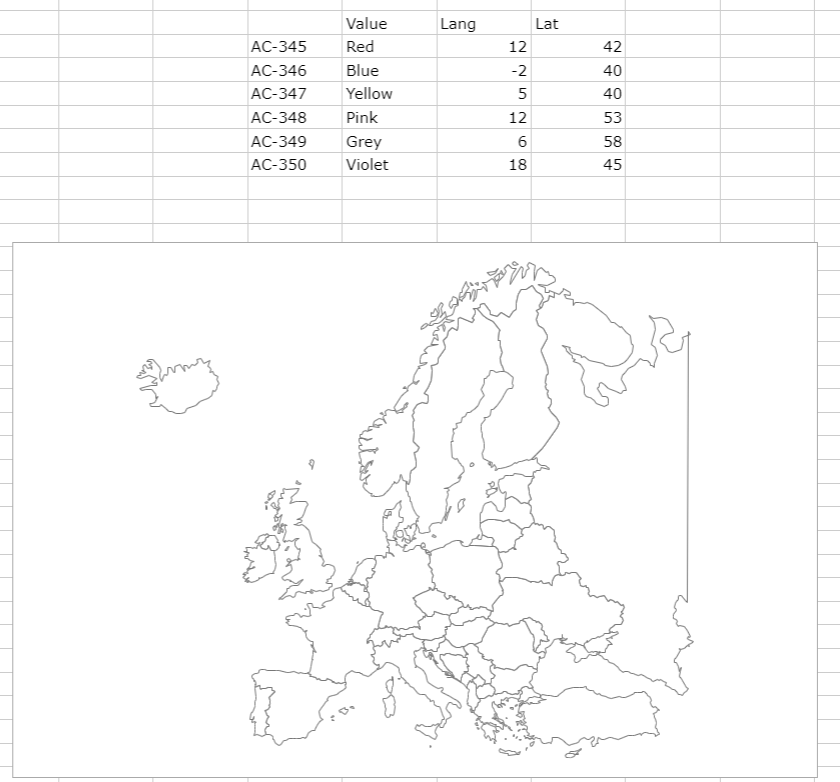 Value Lang Lat
AC-345 Red 12 42
AC-346 Blue -2 40
AC-347 Yellow 5 40
AC-348 Pink 12 53
AC-349 Grey 6 58
AC-350 Violet 18 45